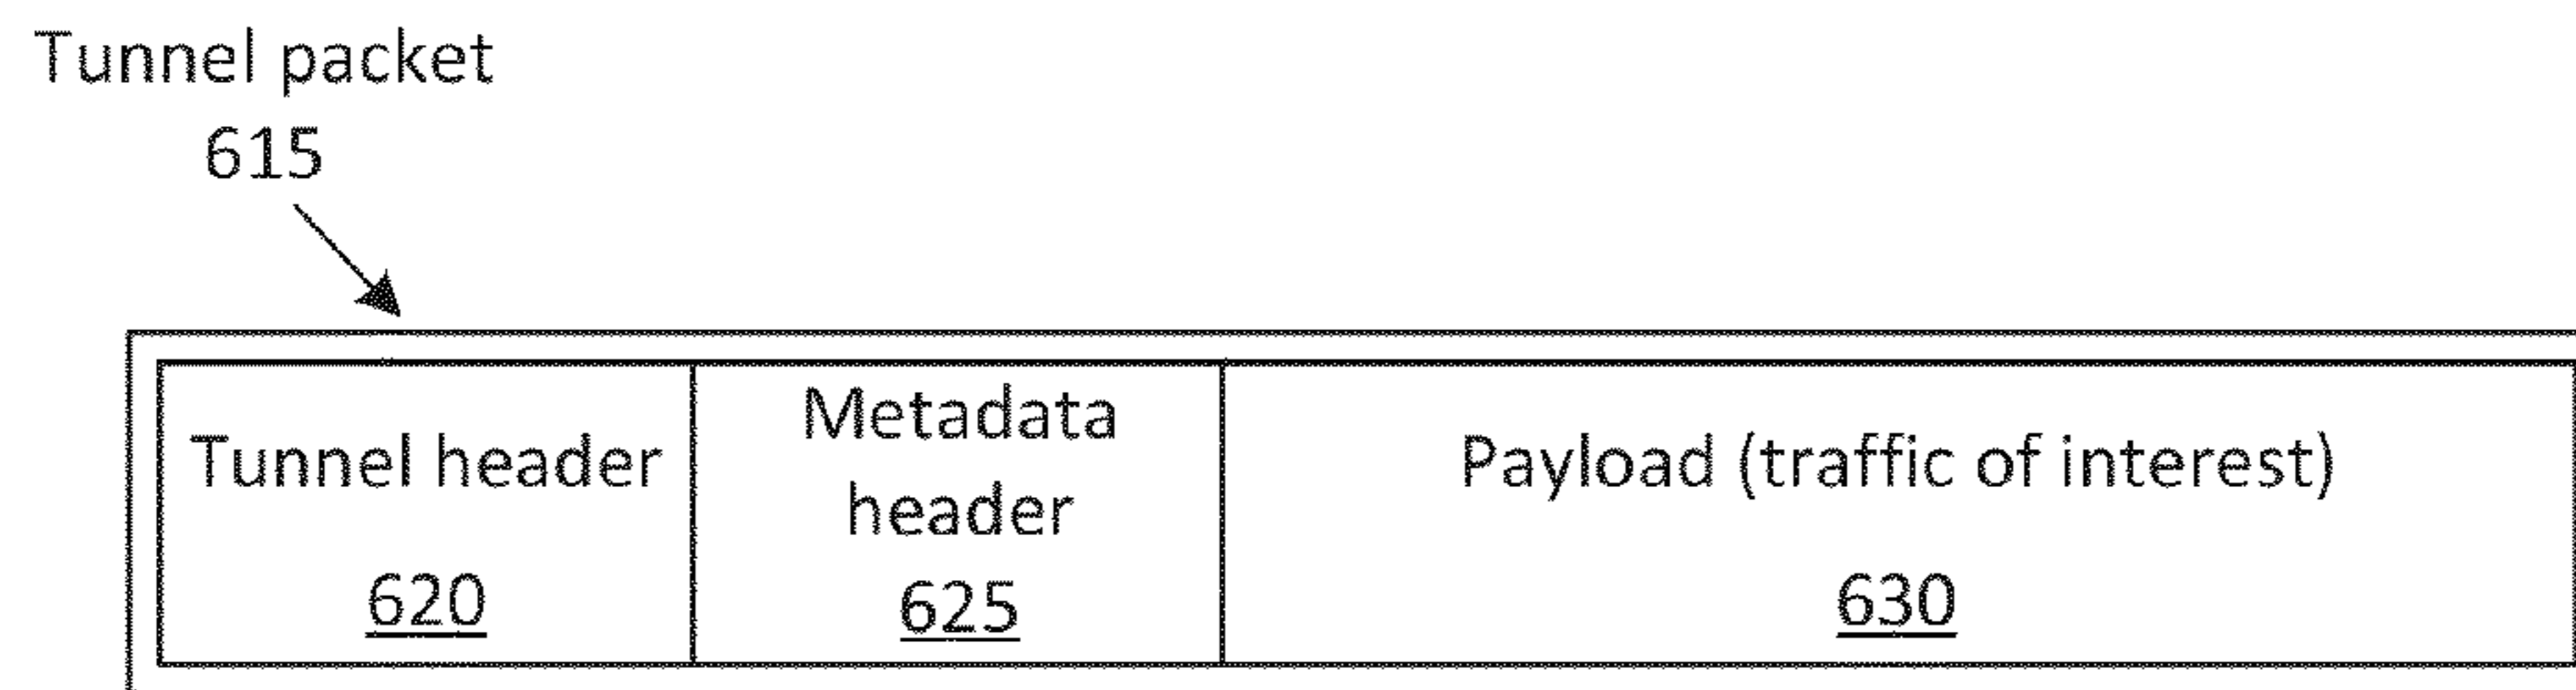 Tunnel packet
615
Tunnel header
620
Metadata
header
625
Payload (traffic of interest)
630